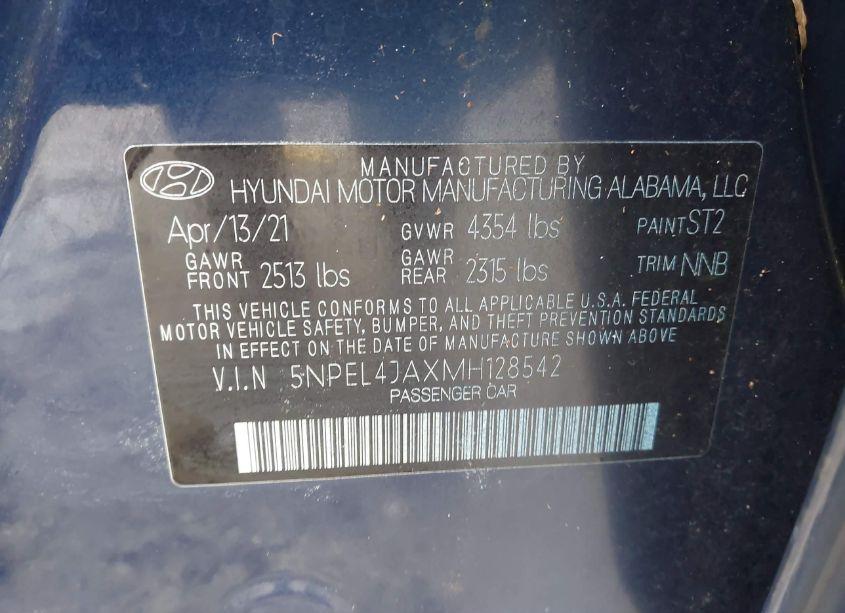 MANUFACTURED BY
HYUNDAI MOTOR MANUFACTURING ALABAMA, LLC
Apr/13/21 GVWR 4354 lbs PAINT ST2
GAWR FRONT 2513 lbs GAWR REAR 2315 lbs TRIM NNB
THIS VEHICLE CONFORMS TO ALL APPLICABLE U.S.A. FEDERAL
MOTOR VEHICLE SAFETY, BUMPER, AND THEFT PREVENTION STANDARDS
IN EFFECT ON THE DATE OF MANUFACTURE SHOWN ABOVE
V.I.N 5NPEL4JAXMH128542
PASSENGER CAR